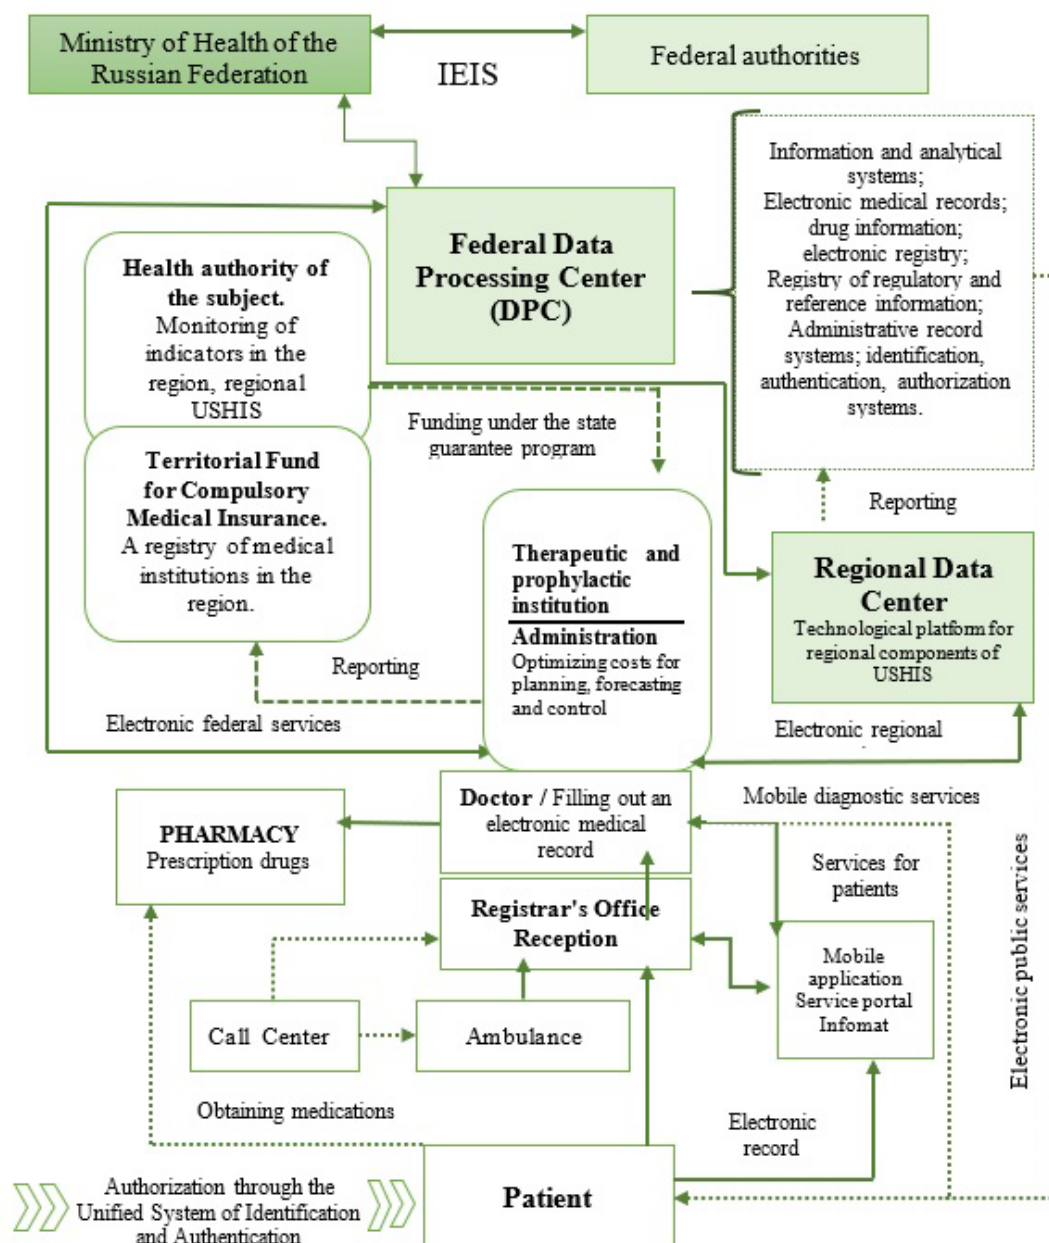 Ministry of Health of the
Russian Federation
IEIS
Federal authorities
Information and analytical
systems;
Electronic medical records;
drug information;
electronic registry;
Registry of regulatory and
reference information;
Administrative record
systems; identification,
authentication, authorization
systems.
Federal Data
Processing Center
(DPC)
Health authority of
the subject.
Monitoring of
indicators in the
region, regional
USHIS
Funding under the state
guarantee program
Territorial Fund
for Compulsory
Medical Insurance.
A registry of medical
institutions in the
region.
Reporting
Therapeutic and
prophylactic
institution
Administration
Optimizing costs for
planning, forecasting
and control
Regional Data
Center
Technological platform for
regional components of
USHIS
Reporting
Electronic federal services
Electronic regional
Doctor / Filling out an
electronic medical
record
Mobile diagnostic services
PHARMACY
Prescription drugs
Services for
patients
Registrar's Office
Reception
Mobile
application
Service portal
Infomat
Electronic public services
Call Center
Ambulance
Obtaining medications
Electronic
record
Authorization through the
Unified System of Identification
and Authentication
Patient